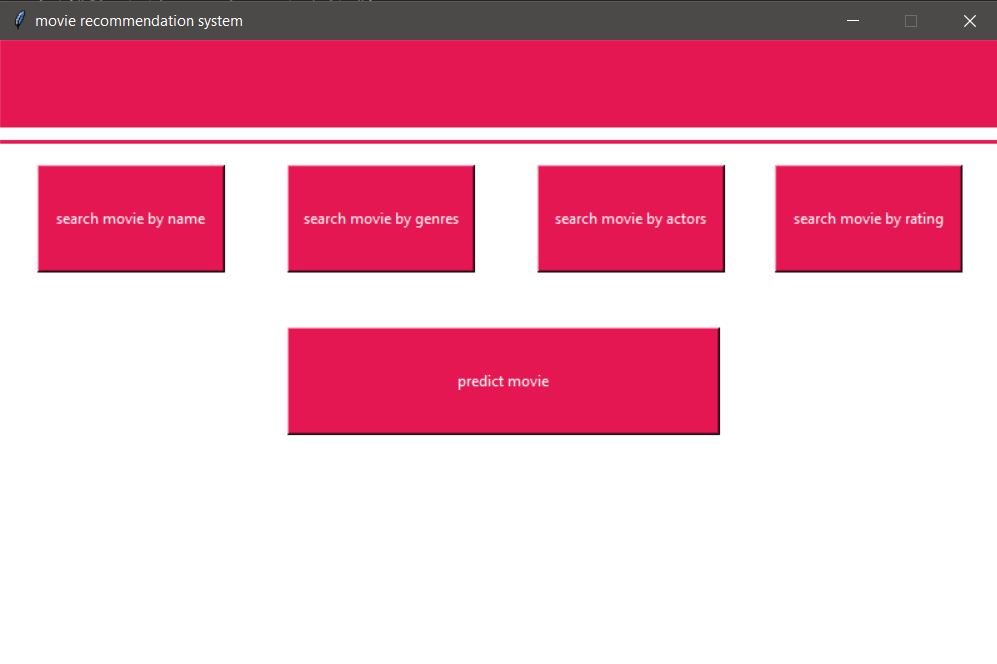 movie recommendation system
search movie by name
search movie by genres
search movie by actors
search movie by rating
predict movie